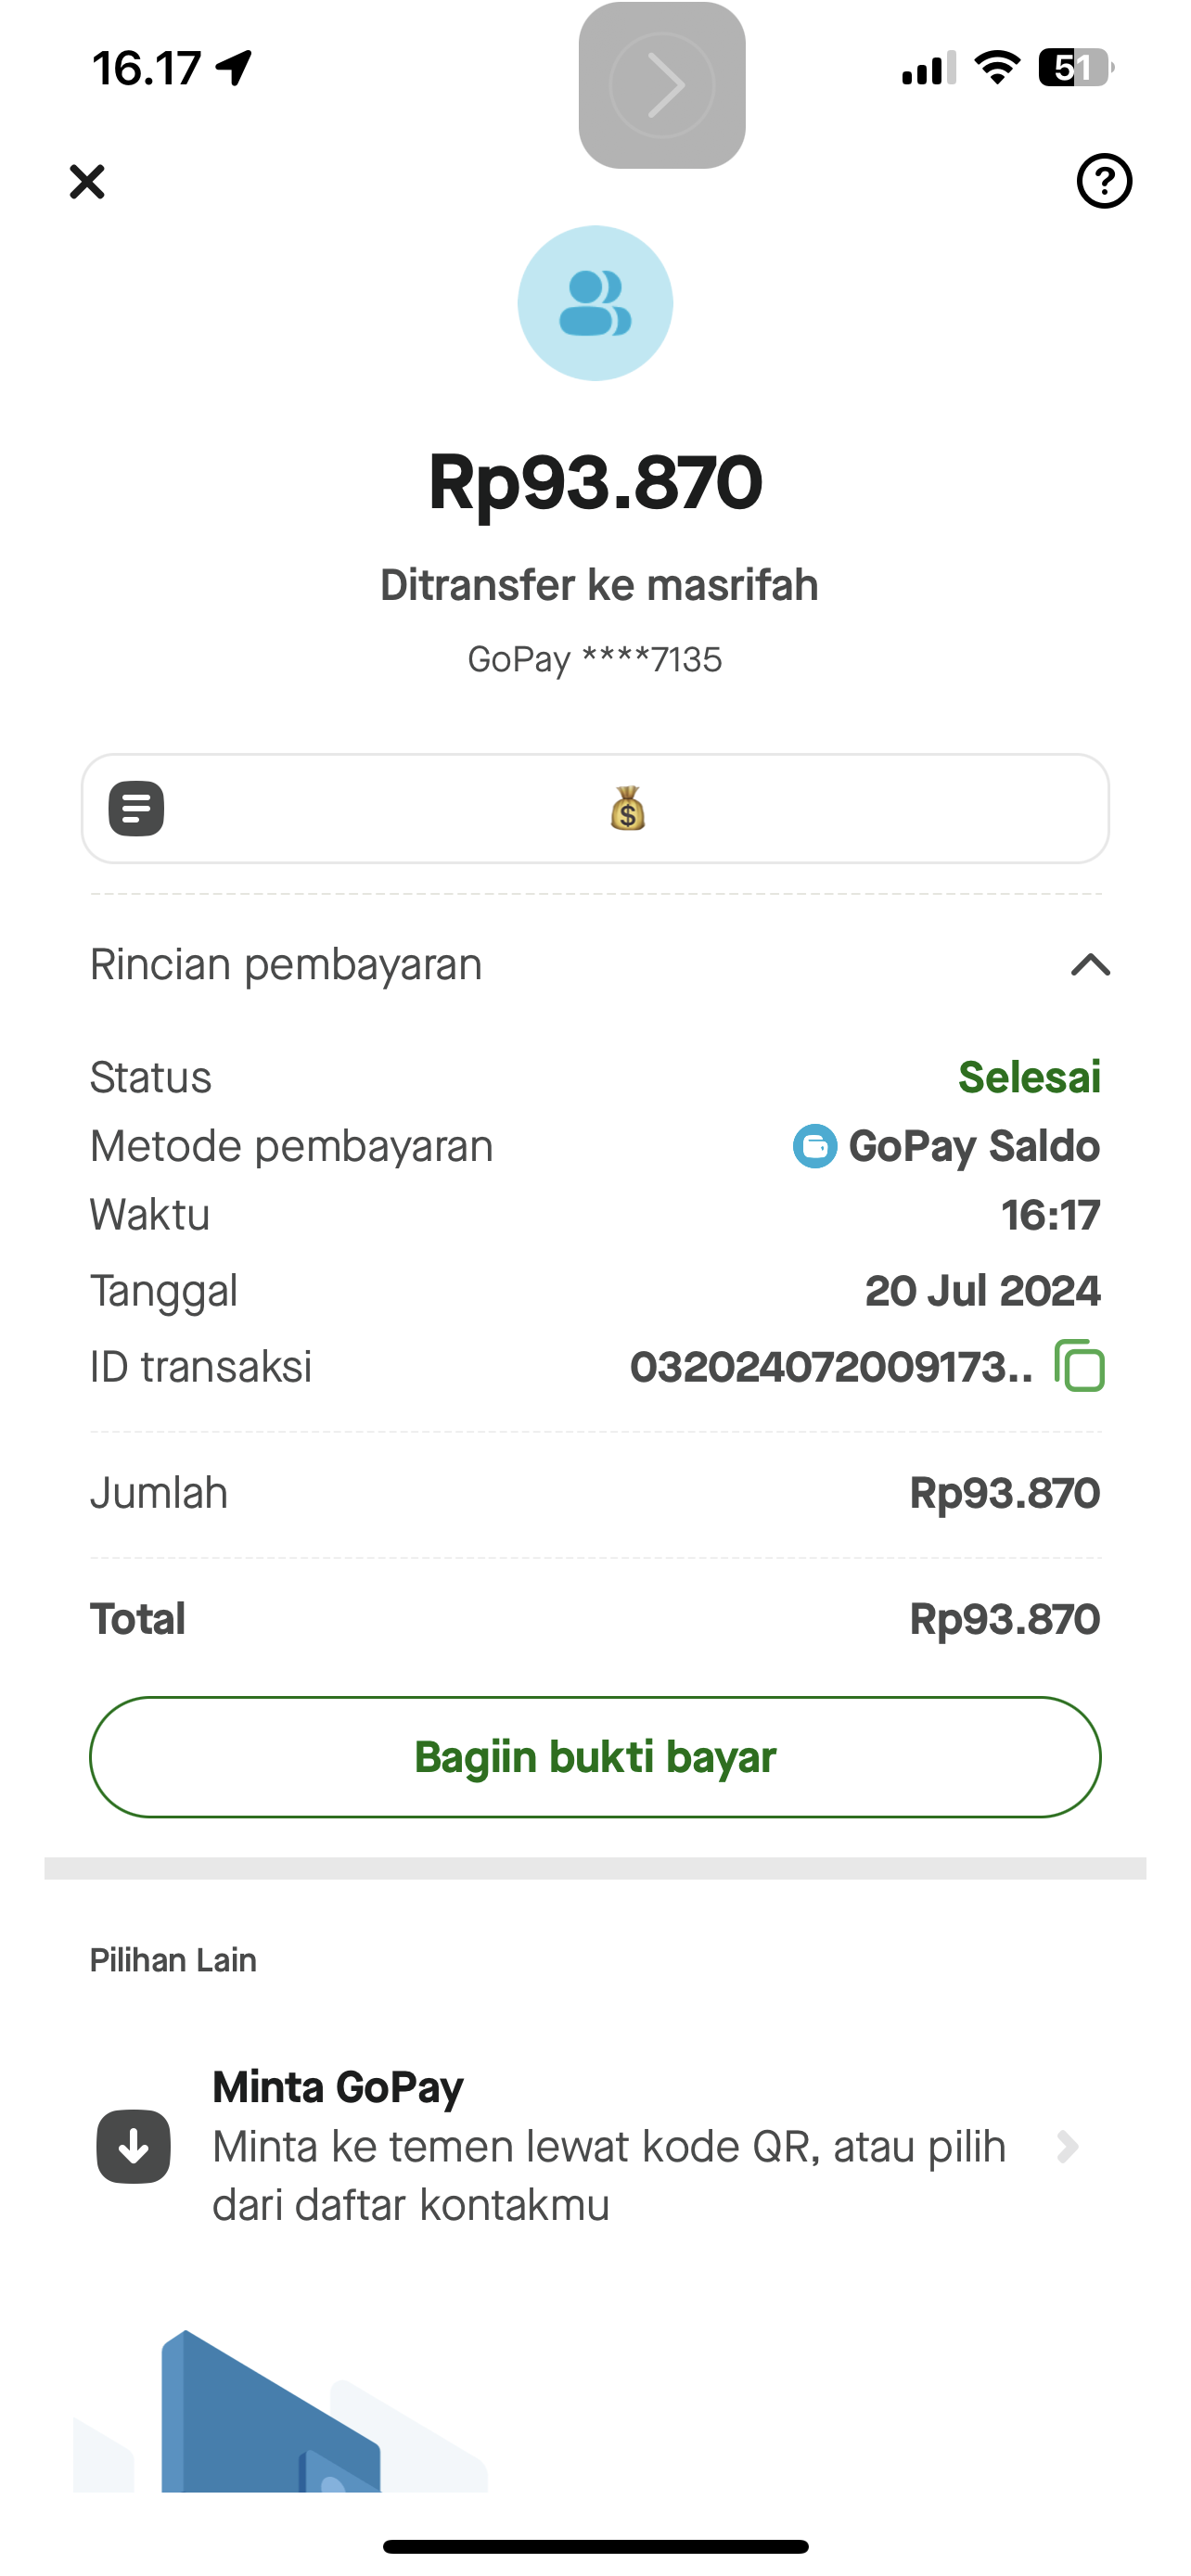 16.17
51
?
Rp93.870
Ditransfer ke masrifah
GoPay ****7135
$
Rincian pembayaran
Status Selesai
Metode pembayaran GoPay Saldo
Waktu 16:17
Tanggal 20 Jul 2024
ID transaksi 032024072009173..
Jumlah Rp93.870
Total Rp93.870
Bagiin bukti bayar
Pilihan Lain
Minta GoPay
Minta ke temen lewat kode QR, atau pilih
dari daftar kontakmu